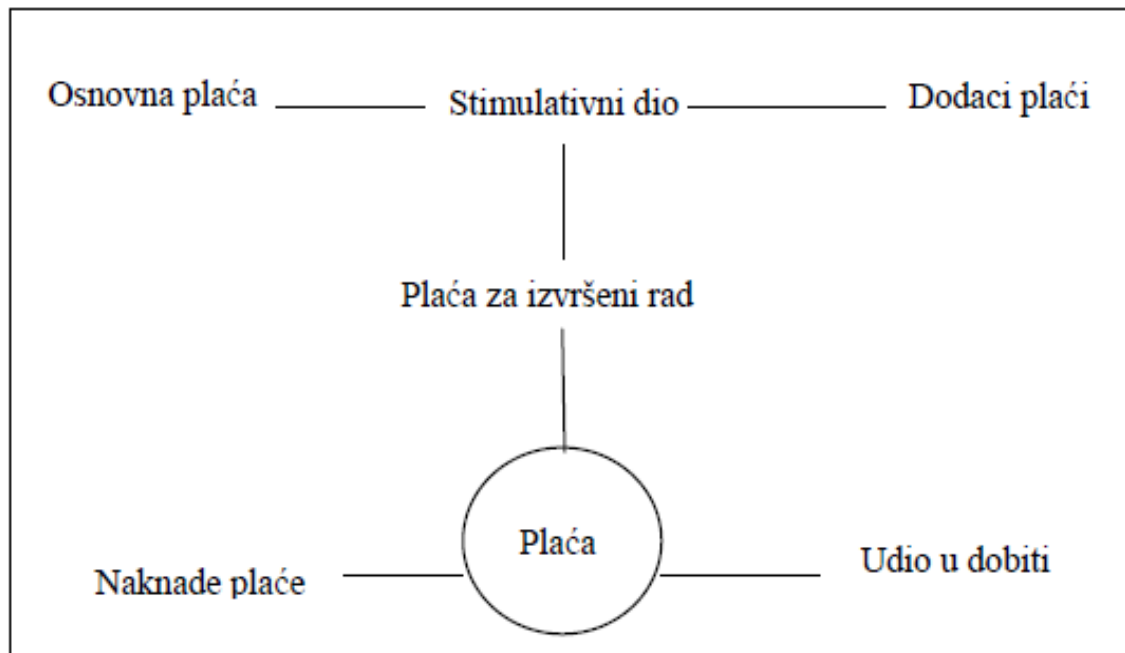 Osnovna plaća
Stimulativni dio
Dodaci plaći
Plaća za izvršeni rad
Plaća
Naknade plaće
Udio u dobiti